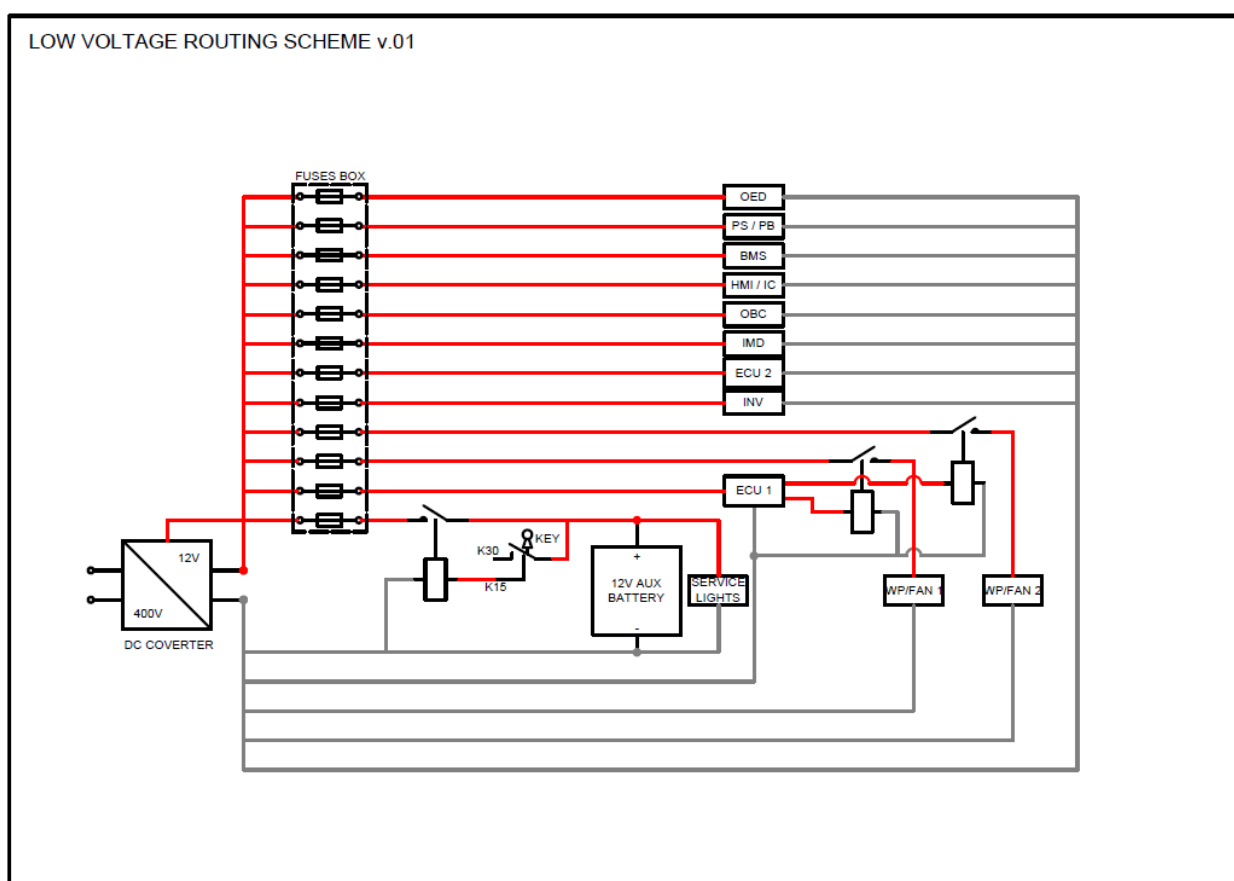 LOW VOLTAGE ROUTING SCHEME v.01
FUSES BOX
OED
PS / PB
BMS
HMI / IC
OBC
IMD
ECU 2
INV
ECU 1
KEY
K30
K15
12V
400V
DC COVERTER
+
12V AUX
BATTERY
-
SERVICE
LIGHTS
WP/FAN 1
WP/FAN 2